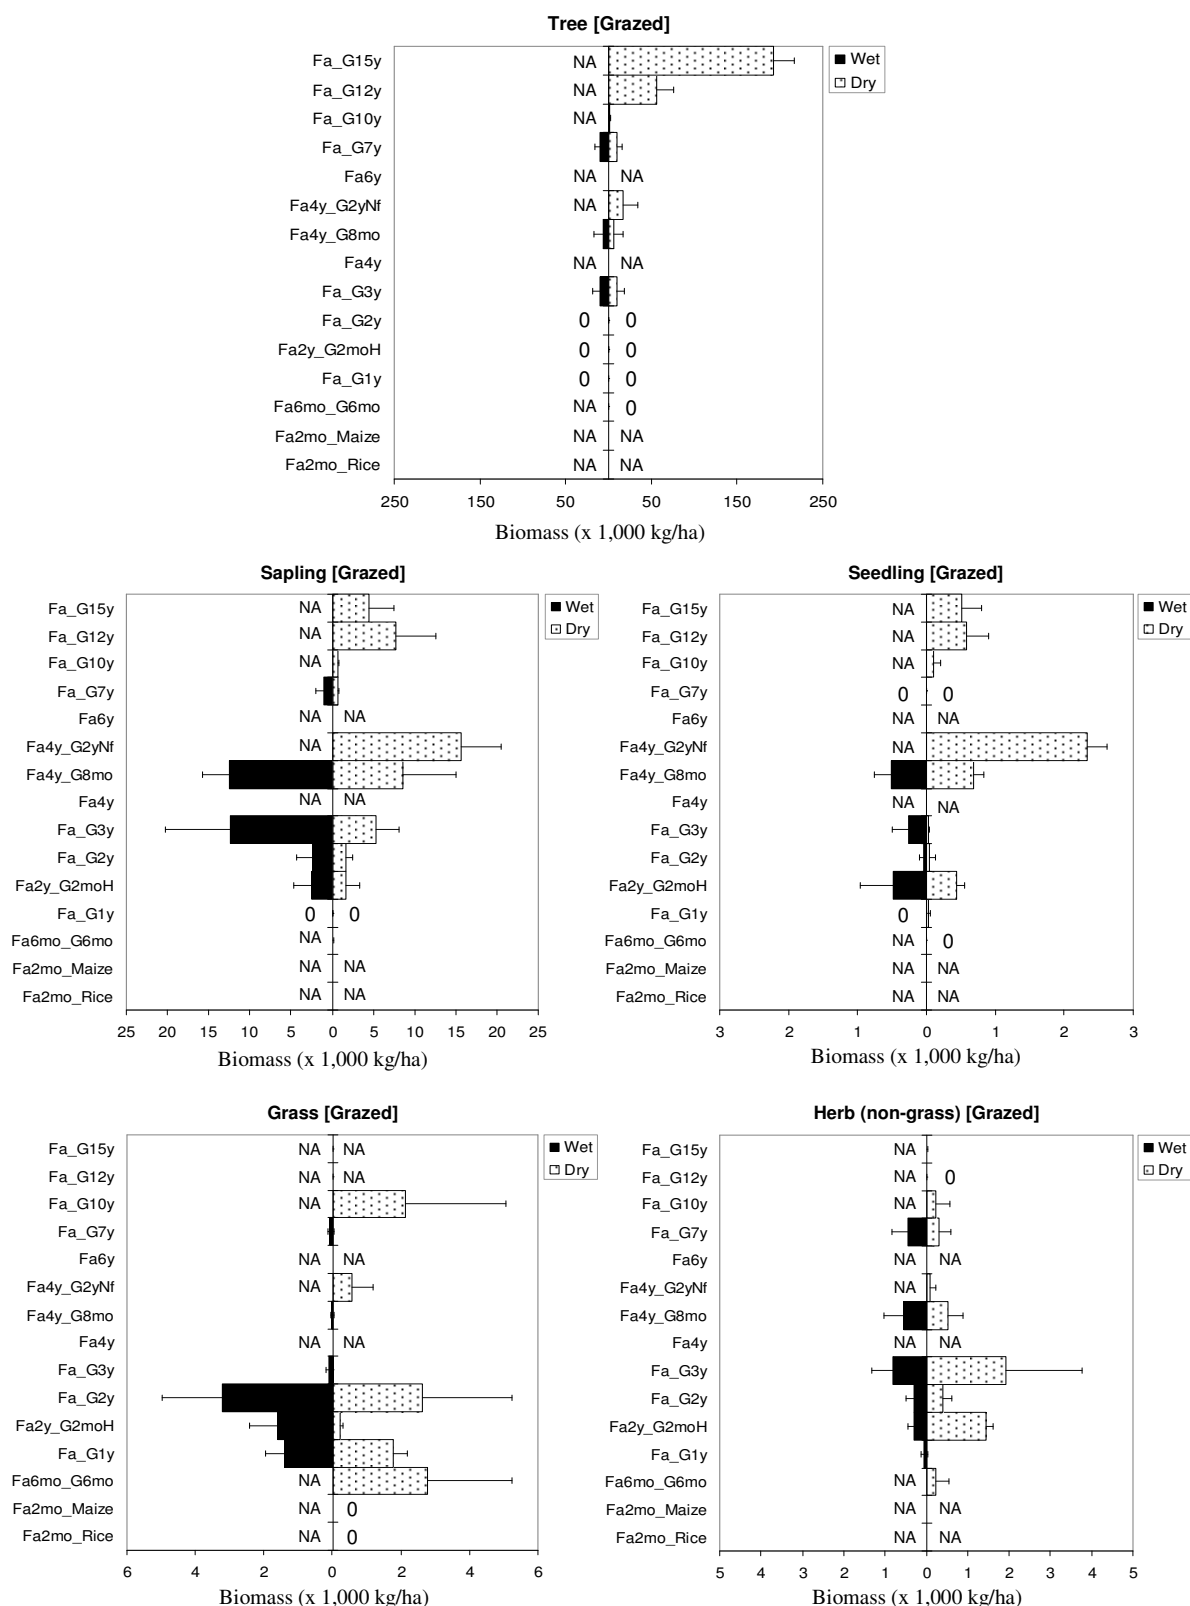 Tree [Grazed]
Fa_G15y NA Wet
Dry
Fa_G12y NA
Fa_G10y NA
Fa_G7y
Fa6y NA NA
Fa4y_G2yNf NA
Fa4y_G8mo
Fa4y NA NA
Fa_G3y
Fa_G2y 0 0
Fa2y_G2moH 0 0
Fa_G1y 0 0
Fa6mo_G6mo NA 0
Fa2mo_Maize NA NA
Fa2mo_Rice NA NA
250 150 50 50 150 250
Biomass (x 1,000 kg/ha)
Sapling [Grazed]
Fa_G15y NA Wet
Dry
Fa_G12y NA
Fa_G10y NA
Fa_G7y
Fa6y NA NA
Fa4y_G2yNf NA
Fa4y_G8mo
Fa4y NA NA
Fa_G3y
Fa_G2y
Fa2y_G2moH
Fa_G1y 0 0
Fa6mo_G6mo NA
Fa2mo_Maize NA NA
Fa2mo_Rice NA NA
25 20 15 10 5 0 5 10 15 20 25
Biomass (x 1,000 kg/ha)
Seedling [Grazed]
Fa_G15y NA Wet
Dry
Fa_G12y NA
Fa_G10y NA
Fa_G7y 0 0
Fa6y NA NA
Fa4y_G2yNf NA
Fa4y_G8mo
Fa4y NA NA
Fa_G3y
Fa_G2y
Fa2y_G2moH
Fa_G1y 0
Fa6mo_G6mo NA 0
Fa2mo_Maize NA NA
Fa2mo_Rice NA NA
3 2 1 0 1 2 3
Biomass (x 1,000 kg/ha)
Grass [Grazed]
Fa_G15y NA NA Wet
Dry
Fa_G12y NA NA
Fa_G10y NA
Fa_G7y
Fa6y NA NA
Fa4y_G2yNf NA
Fa4y_G8mo
Fa4y NA NA
Fa_G3y
Fa_G2y
Fa2y_G2moH
Fa_G1y
Fa6mo_G6mo NA
Fa2mo_Maize NA 0
Fa2mo_Rice NA 0
6 4 2 0 2 4 6
Biomass (x 1,000 kg/ha)
Herb (non-grass) [Grazed]
Fa_G15y NA Wet
Dry
Fa_G12y NA 0
Fa_G10y NA
Fa_G7y
Fa6y NA NA
Fa4y_G2yNf NA
Fa4y_G8mo
Fa4y NA NA
Fa_G3y
Fa_G2y
Fa2y_G2moH
Fa_G1y
Fa6mo_G6mo NA
Fa2mo_Maize NA NA
Fa2mo_Rice NA NA
5 4 3 2 1 0 1 2 3 4 5
Biomass (x 1,000 kg/ha)